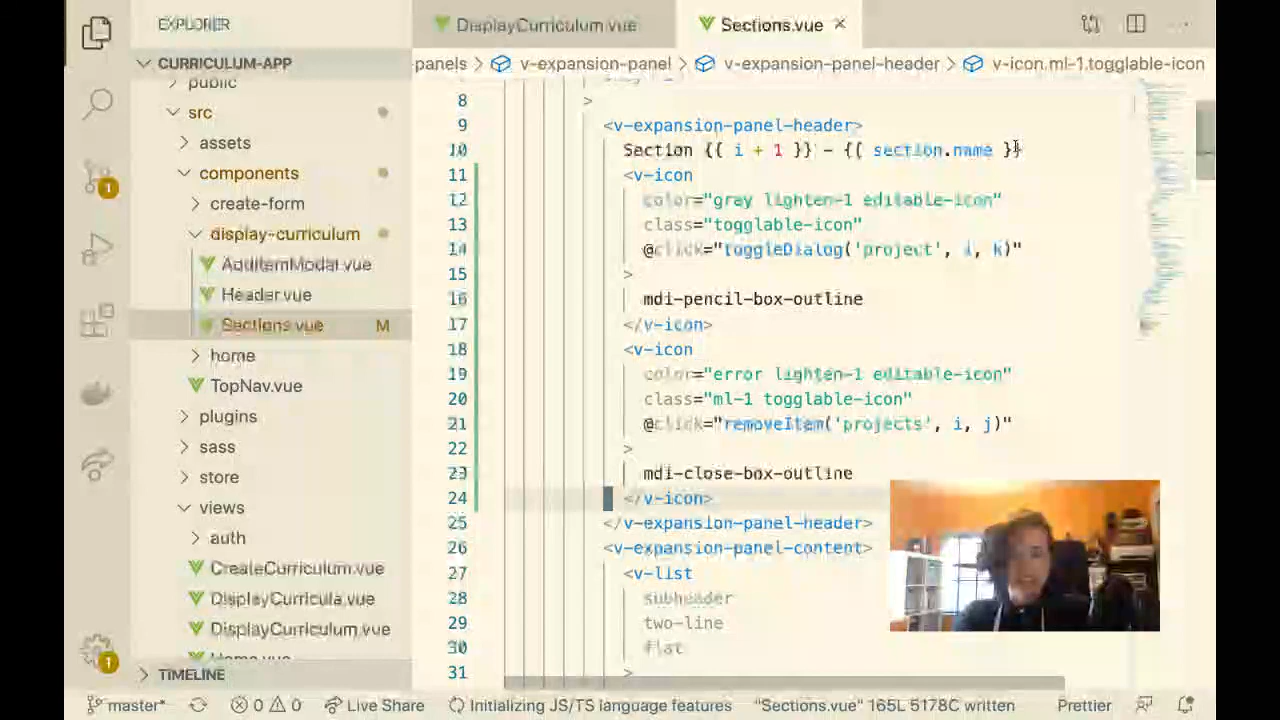 EXPLORER
DisplayCurriculum.vue
Sections.vue ×
CURRICULUM-APP
-panels > v-expansion-panel > v-expansion-panel-header > v-icon.ml-1.togglable-icon
public
src
assets
components
create-form
display-curriculum
AddItemModal.vue
Header.vue
Sections.vue M
home
TopNav.vue
plugins
sass
store
views
auth
CreateCurriculum.vue
DisplayCurricula.vue
DisplayCurriculum.vue
Home.vue
TIMELINE
8 >
9 <v-expansion-panel-header>
10 Section {{ i + 1 }} - {{ section.name }}
11 <v-icon
12 color="gray lighten-1 editable-icon"
13 class="togglable-icon"
14 @click="toggleDialog('project', i, k)"
15 >
16 mdi-pencil-box-outline
17 </v-icon>
18 <v-icon
19 color="error lighten-1 editable-icon"
20 class="ml-1 togglable-icon"
21 @click="removeItem('projects', i, j)"
22 >
23 mdi-close-box-outline
24 </v-icon>
25 </v-expansion-panel-header>
26 <v-expansion-panel-content>
27 <v-list
28 subheader
29 two-line
30 flat
31 >
1
1
master* 0 0 Live Share Initializing JS/TS language features "Sections.vue" 165L 5178C written Prettier